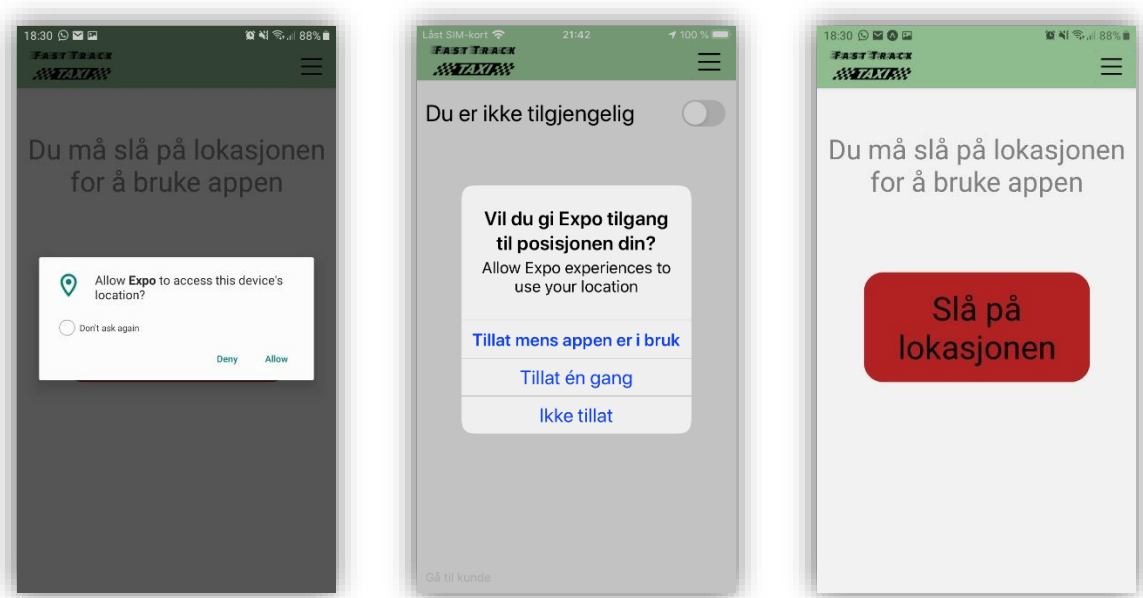 18:30 88%
FAST TRACK
TAXI
Du må slå på lokasjonen
for å bruke appen
Allow Expo to access this device's
location?
Don't ask again
Deny Allow
Låst SIM-kort 21:42 100 %
FAST TRACK
TAXI
Du er ikke tilgjengelig
Vil du gi Expo tilgang
til posisjonen din?
Allow Expo experiences to
use your location
Tillat mens appen er i bruk
Tillat én gang
Ikke tillat
Gå til kunde
18:30 88%
FAST TRACK
TAXI
Du må slå på lokasjonen
for å bruke appen
Slå på
lokasjonen